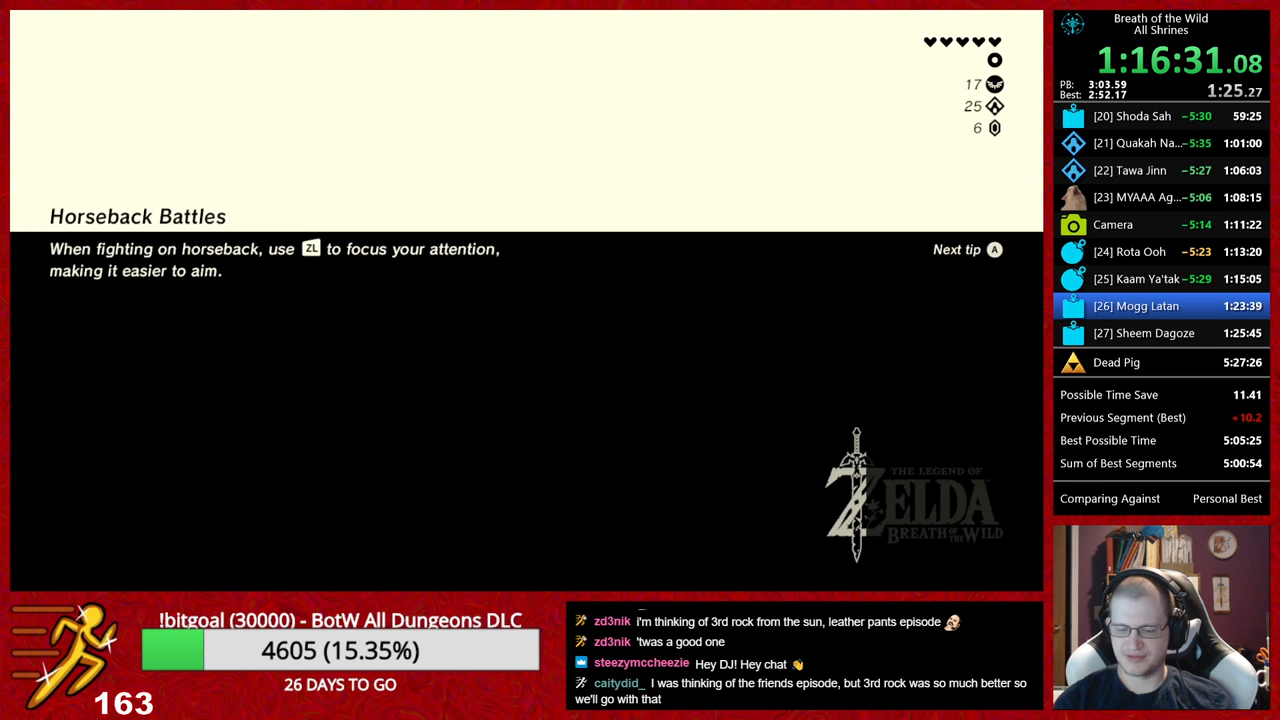 17
25
6
Horseback Battles
When fighting on horseback, use ZL to focus your attention,
making it easier to aim.
Next tip A
THE LEGEND OF
ZELDA
BREATH OF THE WILD
Breath of the Wild
All Shrines
1:16:31.08
PB: 3:03.59
Best: 2:52.17
1:25.27
[20] Shoda Sah -5:30 59:25
[21] Quakah Na... -5:35 1:01:00
[22] Tawa Jinn -5:27 1:06:03
[23] MYAAA Ag... -5:06 1:08:15
Camera -5:14 1:11:22
[24] Rota Ooh -5:23 1:13:20
[25] Kaam Ya'tak -5:29 1:15:05
[26] Mogg Latan 1:23:39
[27] Sheem Dagoze 1:25:45
Dead Pig 5:27:26
Possible Time Save 11.41
Previous Segment (Best) +10.2
Best Possible Time 5:05:25
Sum of Best Segments 5:00:54
Comparing Against Personal Best
163
!bitgoal (30000) - BotW All Dungeons DLC
4605 (15.35%)
26 DAYS TO GO
zd3nik i'm thinking of 3rd rock from the sun, leather pants episode
zd3nik 'twas a good one
steezymccheezie Hey DJ! Hey chat 👋
caitydid_ I was thinking of the friends episode, but 3rd rock was so much better so
we'll go with that